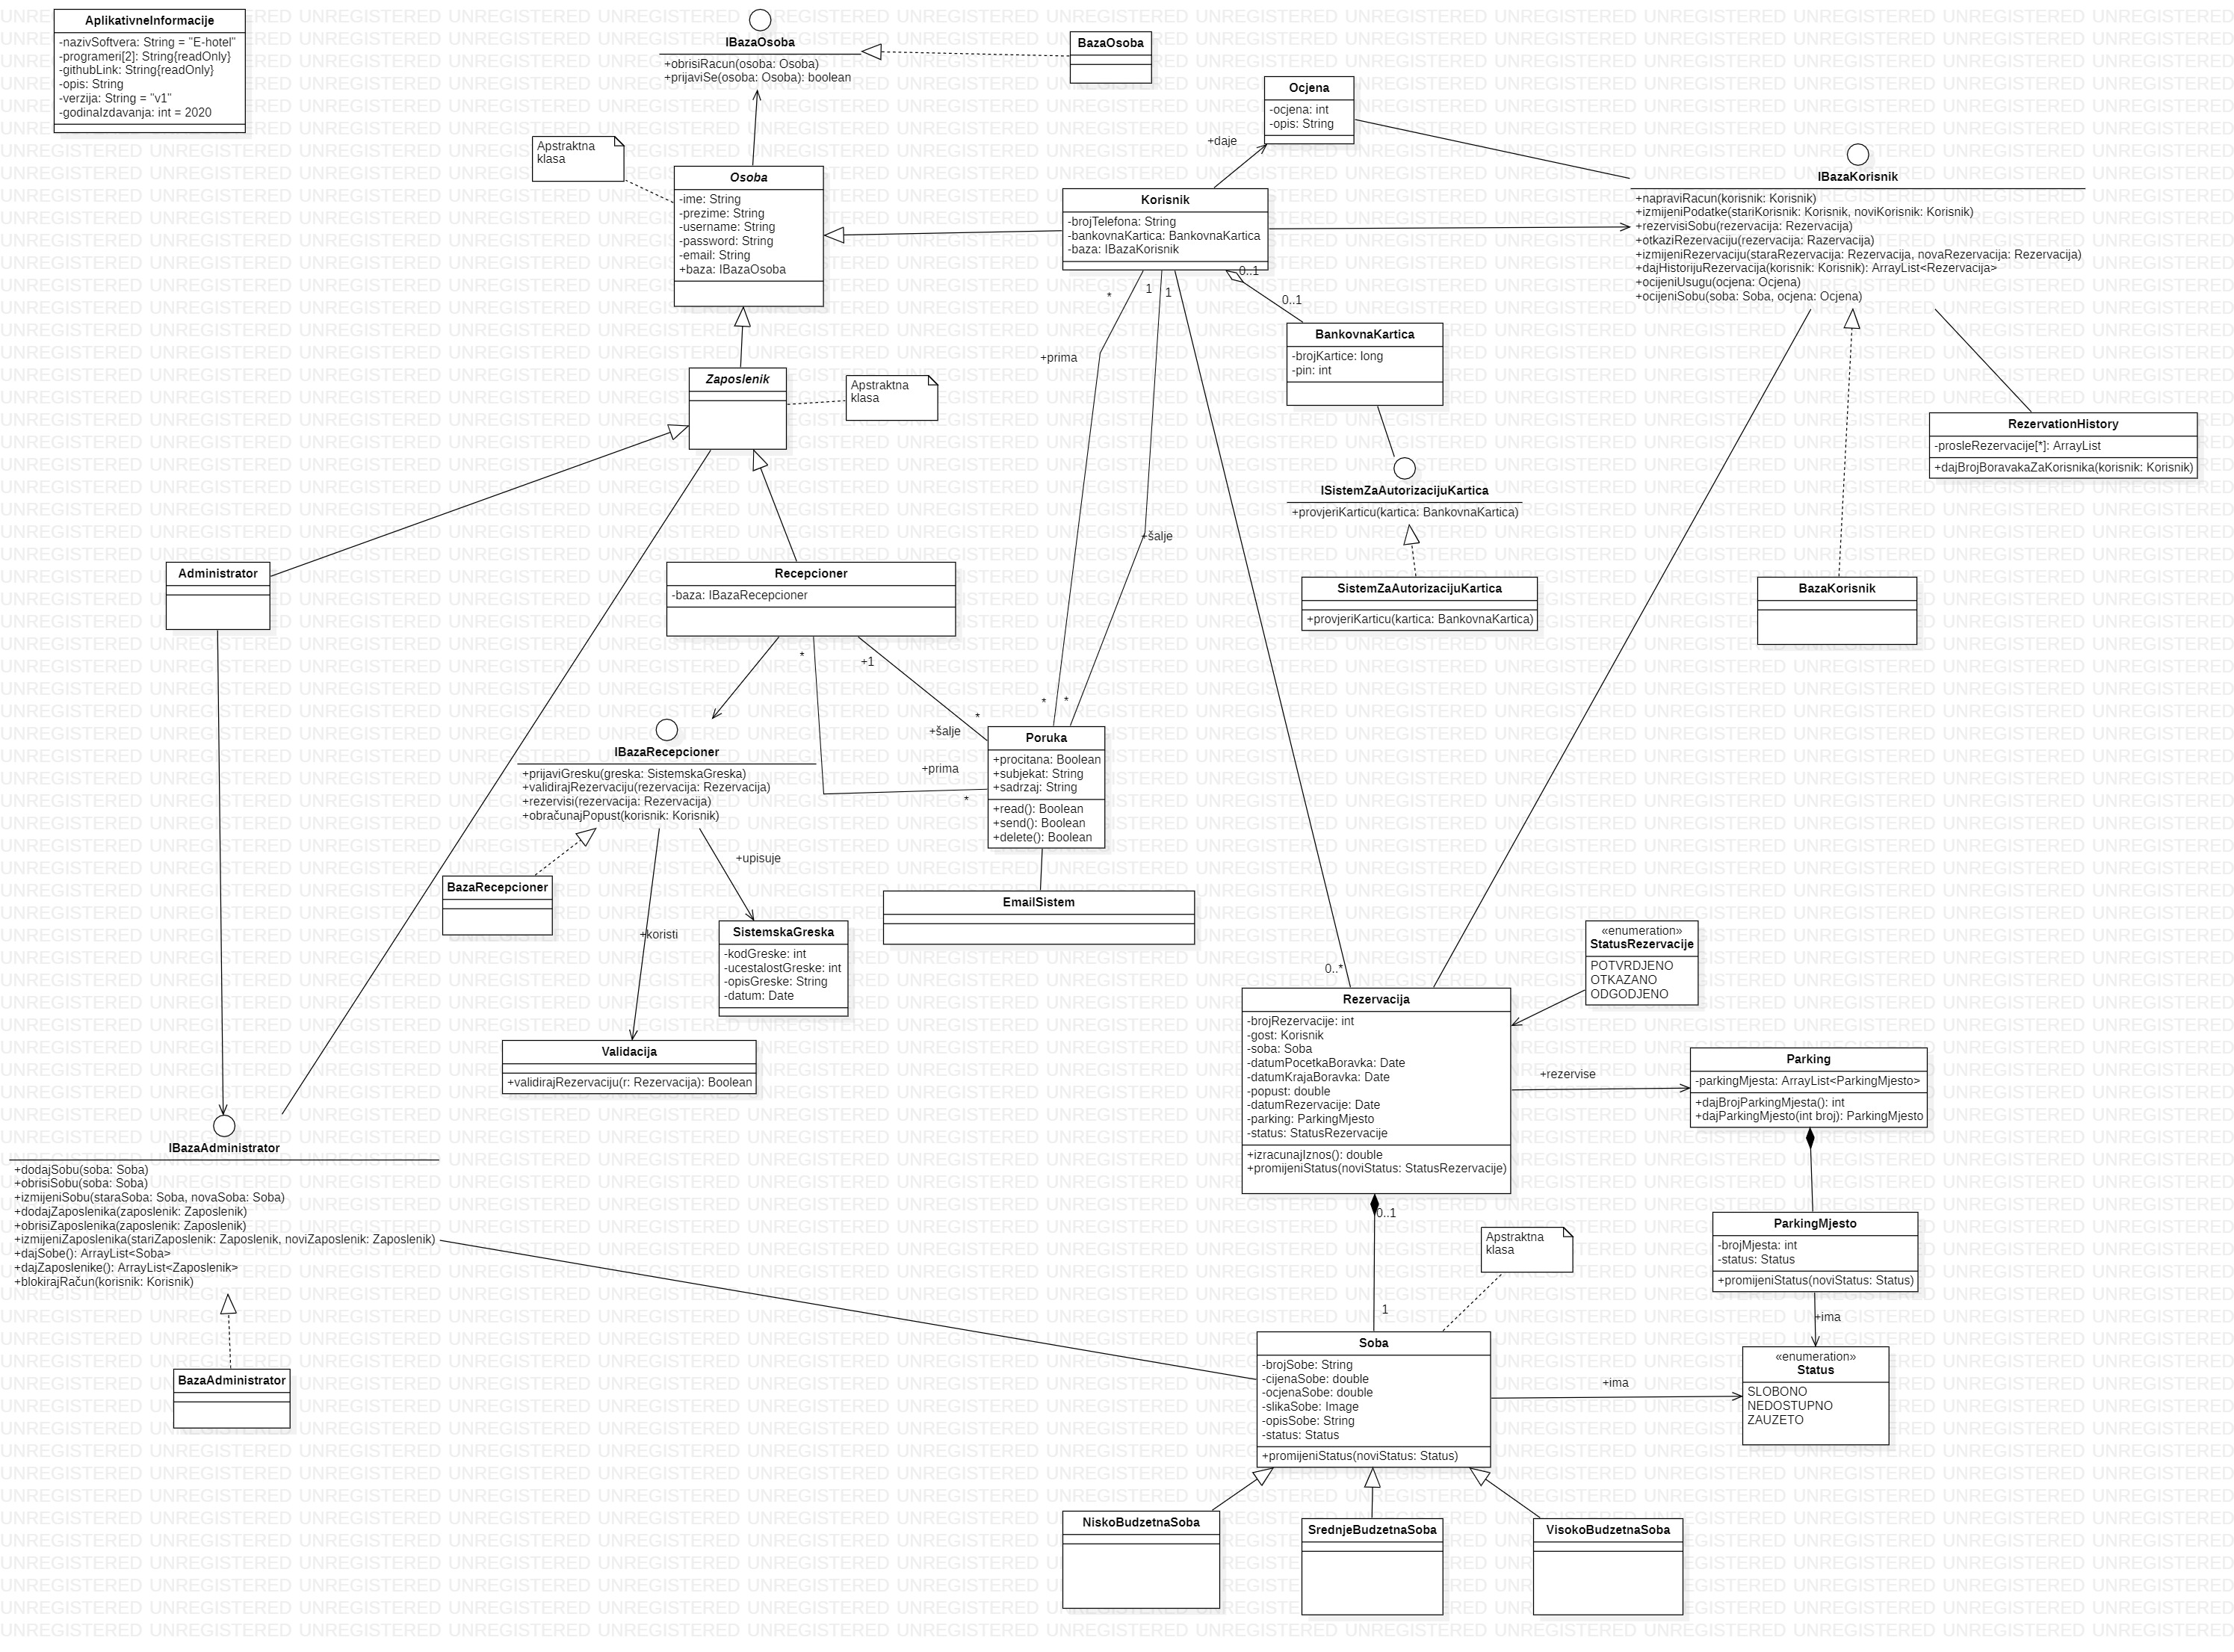 AplikativneInformacije
-nazivSoftvera: String = "E-hotel"
-programeri[2]: String{readOnly}
-githubLink: String{readOnly}
-opis: String
-verzija: String = "v1"
-godinaIzdavanja: int = 2020
IBazaOsoba
+obrisiRacun(osoba: Osoba)
+prijaviSe(osoba: Osoba): boolean
BazaOsoba
Ocjena
-ocjena: int
-opis: String
+daje
Apstraktna
klasa
Osoba
-ime: String
-prezime: String
-username: String
-password: String
-email: String
+baza: IBazaOsoba
Korisnik
-brojTelefona: String
-bankovnaKartica: BankovnaKartica
-baza: IBazaKorisnik
IBazaKorisnik
+napraviRacun(korisnik: Korisnik)
+izmijeniPodatke(stariKorisnik: Korisnik, noviKorisnik: Korisnik)
+rezervisiSobu(rezervacija: Rezervacija)
+otkaziRezervaciju(rezervacija: Razervacija)
+izmijeniRezervaciju(staraRezervacija: Rezervacija, novaRezervacija: Rezervacija)
+dajHistorijuRezervacija(korisnik: Korisnik): ArrayList<Rezervacija>
+ocijeniUsugu(ocjena: Ocjena)
+ocijeniSobu(soba: Soba, ocjena: Ocjena)
0..1
0..1
*
1
1
+prima
+šalje
BankovnaKartica
-brojKartice: long
-pin: int
Zaposlenik
Apstraktna
klasa
RezervationHistory
-prosleRezervacije[*]: ArrayList
+dajBrojBoravakaZaKorisnika(korisnik: Korisnik)
ISistemZaAutorizacijuKartica
+provjeriKarticu(kartica: BankovnaKartica)
Administrator
Recepcioner
-baza: IBazaRecepcioner
SistemZaAutorizacijuKartica
+provjeriKarticu(kartica: BankovnaKartica)
BazaKorisnik
*
+1
*
*
*
+šalje
+prima
*
IBazaRecepcioner
+prijaviGresku(greska: SistemskaGreska)
+validirajRezervaciju(rezervacija: Rezervacija)
+rezervisi(rezervacija: Rezervacija)
+obračunajPopust(korisnik: Korisnik)
Poruka
+procitana: Boolean
+subjekat: String
+sadrzaj: String
+read(): Boolean
+send(): Boolean
+delete(): Boolean
+upisuje
+koristi
BazaRecepcioner
EmailSistem
SistemskaGreska
-kodGreske: int
-ucestalostGreske: int
-opisGreske: String
-datum: Date
Validacija
+validirajRezervaciju(r: Rezervacija): Boolean
0..*
«enumeration»
StatusRezervacije
POTVRDJENO
OTKAZANO
ODGODJENO
Rezervacija
-brojRezervacije: int
-gost: Korisnik
-soba: Soba
-datumPocetkaBoravka: Date
-datumKrajaBoravka: Date
-popust: double
-datumRezervacije: Date
-parking: ParkingMjesto
-status: StatusRezervacije
+izracunajIznos(): double
+promijeniStatus(noviStatus: StatusRezervacije)
+rezervise
Parking
-parkingMjesta: ArrayList<ParkingMjesto>
+dajBrojParkingMjesta(): int
+dajParkingMjesto(int broj): ParkingMjesto
IBazaAdministrator
+dodajSobu(soba: Soba)
+obrisiSobu(soba: Soba)
+izmijeniSobu(staraSoba: Soba, novaSoba: Soba)
+dodajZaposlenika(zaposlenik: Zaposlenik)
+obrisiZaposlenika(zaposlenik: Zaposlenik)
+izmijeniZaposlenika(stariZaposlenik: Zaposlenik, noviZaposlenik: Zaposlenik)
+dajSobe(): ArrayList<Soba>
+dajZaposlenike(): ArrayList<Zaposlenik>
+blokirajRačun(korisnik: Korisnik)
0..1
1
Apstraktna
klasa
ParkingMjesto
-brojMjesta: int
-status: Status
+promijeniStatus(noviStatus: Status)
+ima
BazaAdministrator
Soba
-brojSobe: String
-cijenaSobe: double
-ocjenaSobe: double
-slikaSobe: Image
-opisSobe: String
-status: Status
+promijeniStatus(noviStatus: Status)
+ima
«enumeration»
Status
SLOBONO
NEDOSTUPNO
ZAUZETO
NiskoBudzetnaSoba
SrednjeBudzetnaSoba
VisokoBudzetnaSoba